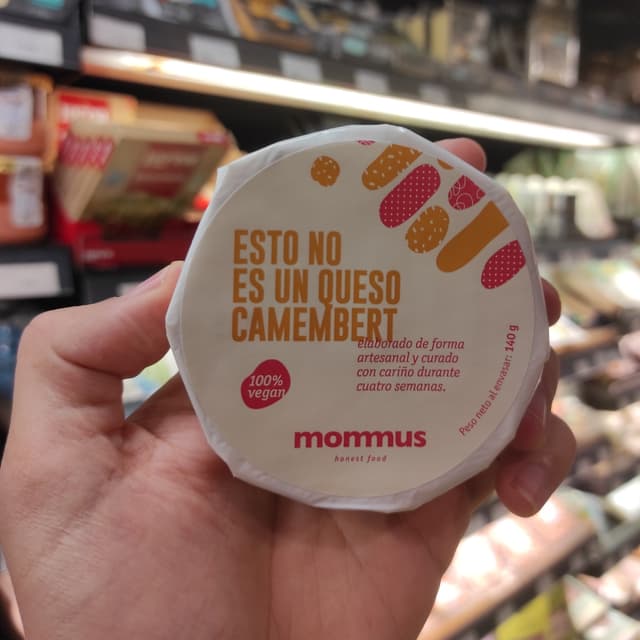 ESTO NO
ES UN QUESO
CAMEMBERT
elaborado de forma
artesanal y curado
con cariño durante
cuatro semanas.
100%
vegan
Peso neto al envasar: 140 g
mommus
honest food